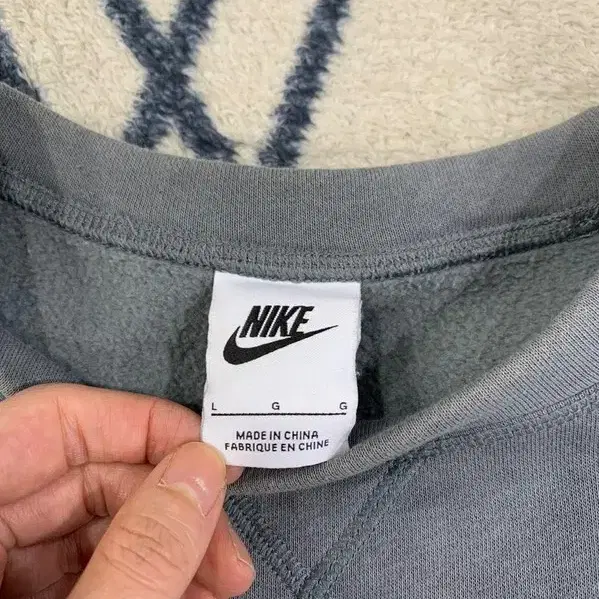 NIKE
L G G
MADE IN CHINA
FABRIQUE EN CHINE